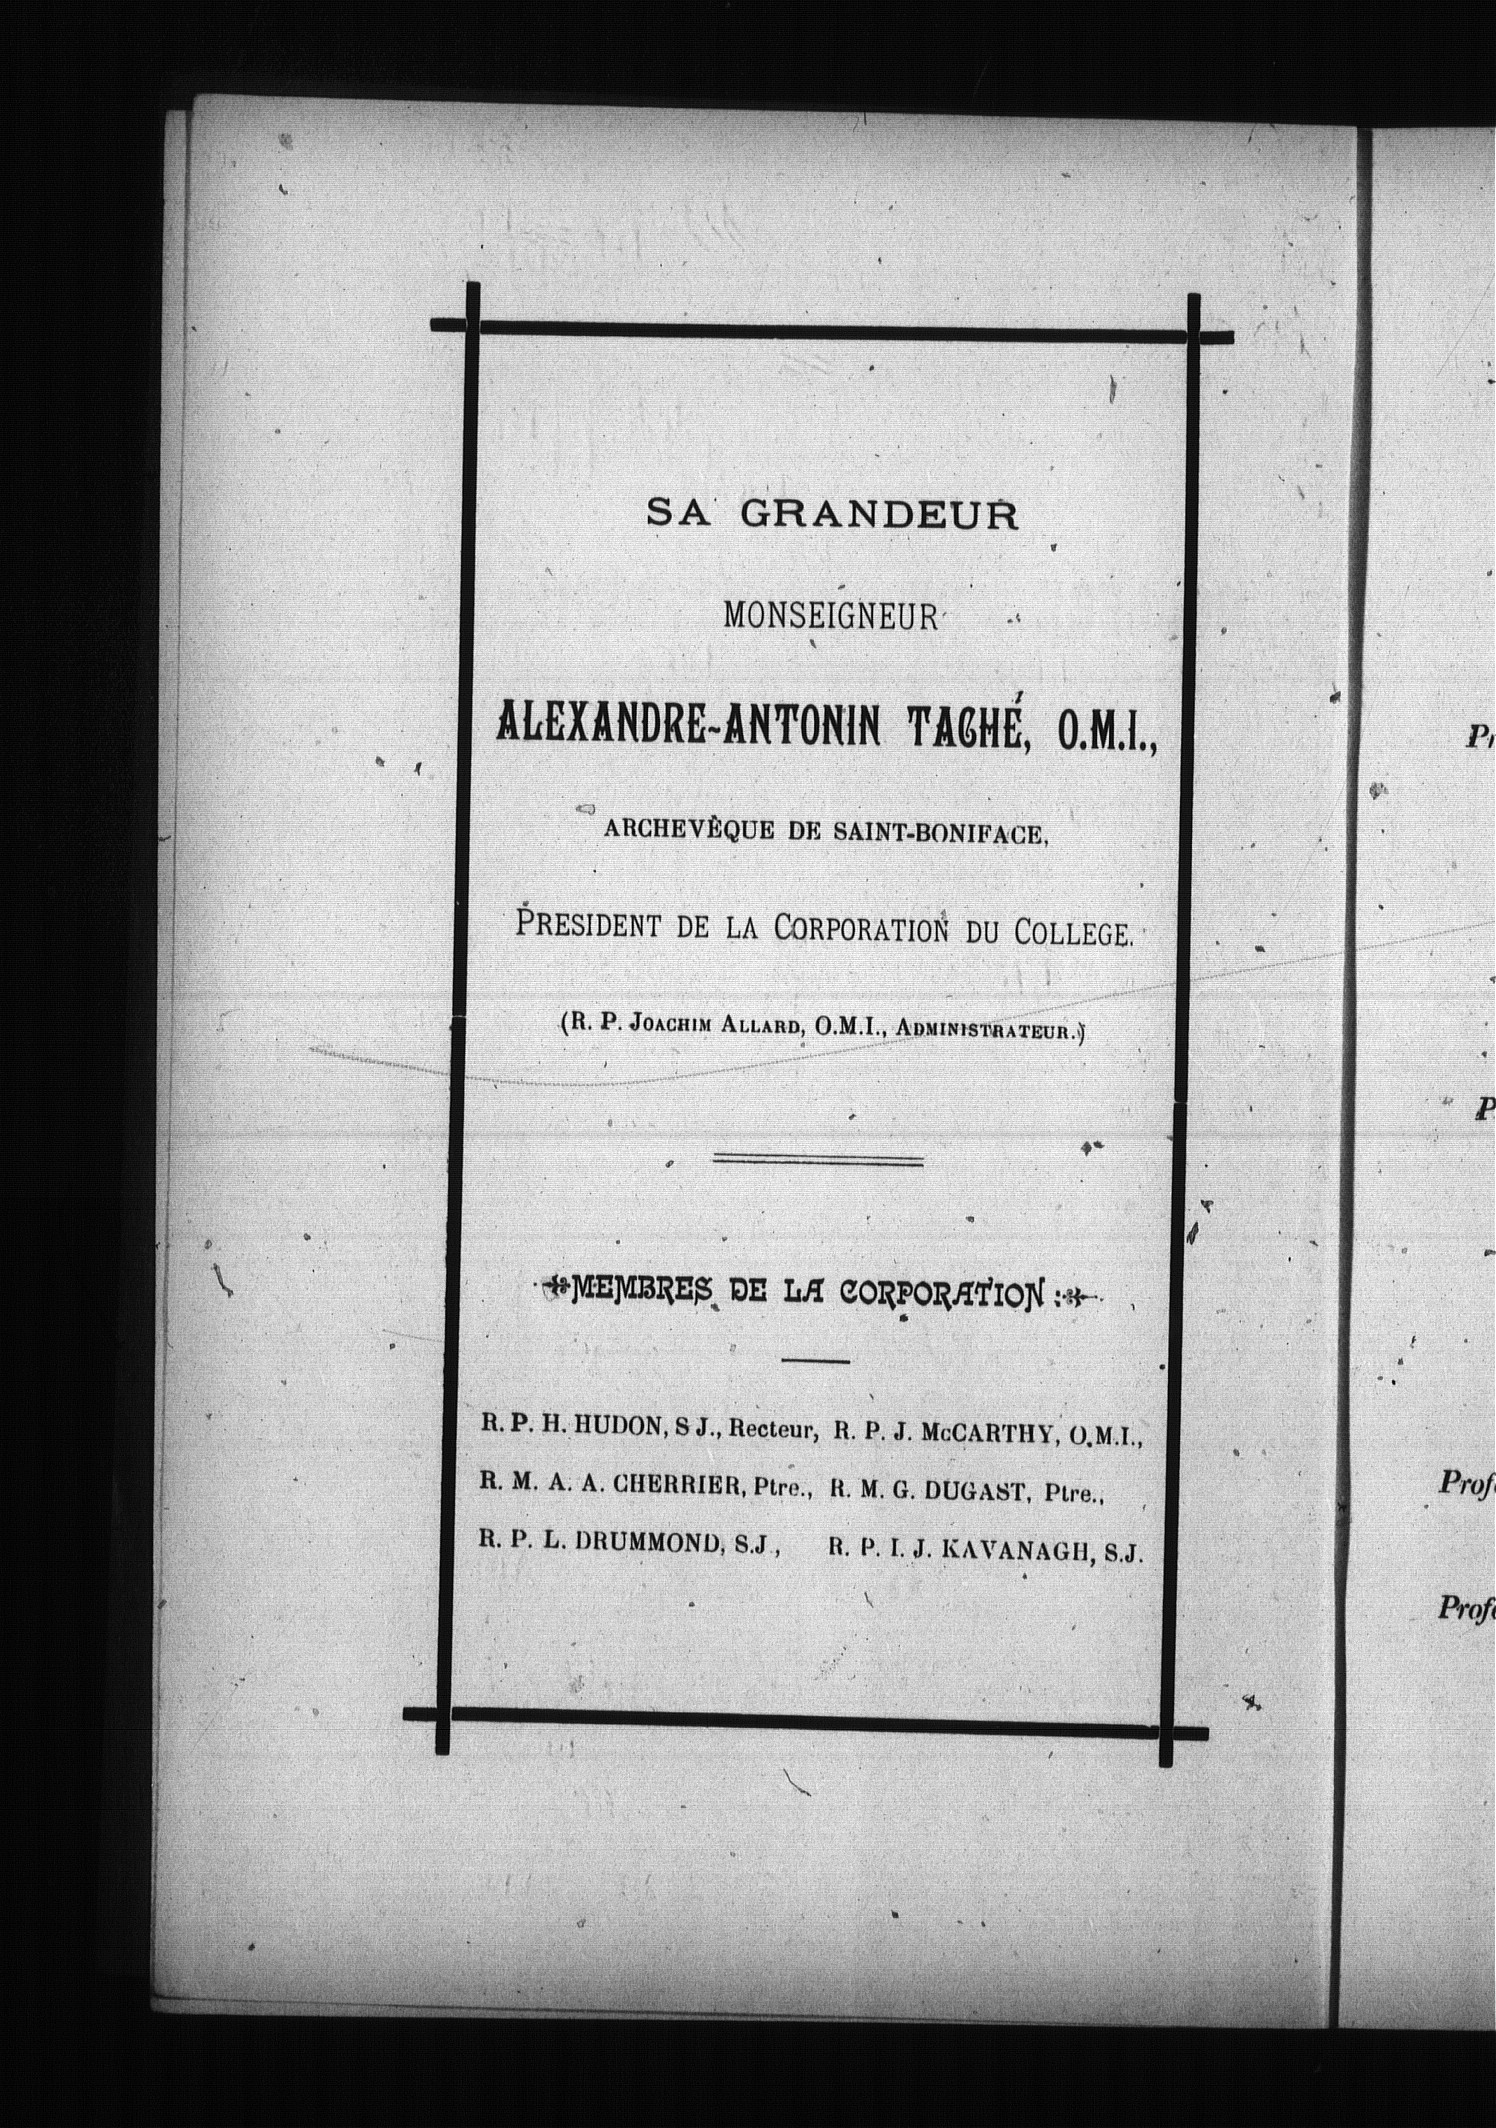 SA GRANDEUR
MONSEIGNEUR
ALEXANDRE-ANTONIN TACHÉ, O.M.I.,
ARCHEVÊQUE DE SAINT-BONIFACE,
PRESIDENT DE LA CORPORATION DU COLLEGE.
(R. P. JOACHIM ALLARD, O.M.I., ADMINISTRATEUR.)
MEMBRES DE LA CORPORATION :
R. P. H. HUDON, S J., Recteur, R. P. J. McCARTHY, O.M.I.,
R. M. A. A. CHERRIER, Ptre., R. M. G. DUGAST, Ptre.,
R. P. L. DRUMMOND, S.J., R. P. I. J. KAVANAGH, S.J.